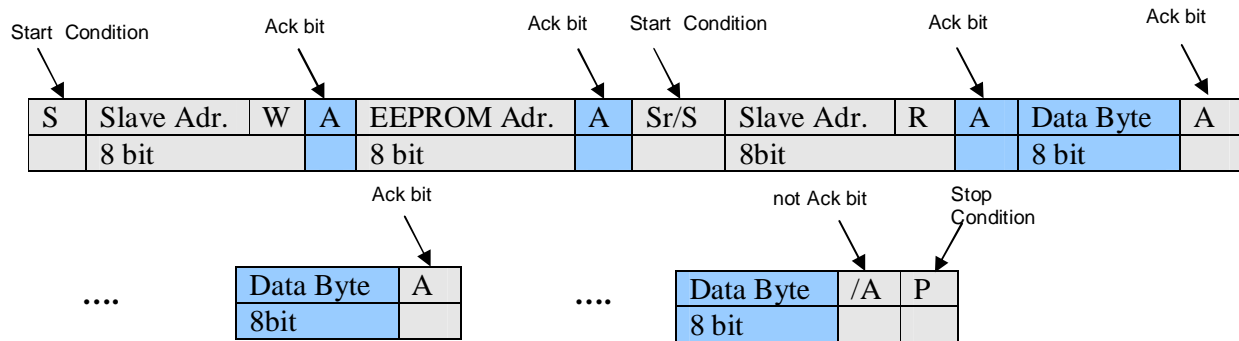 Start Condition Ack bit Ack bit Start Condition Ack bit Ack bit
S Slave Adr. W A EEPROM Adr. A Sr/S Slave Adr. R A Data Byte A
8 bit 8 bit 8bit 8 bit
Ack bit not Ack bit Stop
Condition
.... Data Byte A .... Data Byte /A P
8bit 8 bit